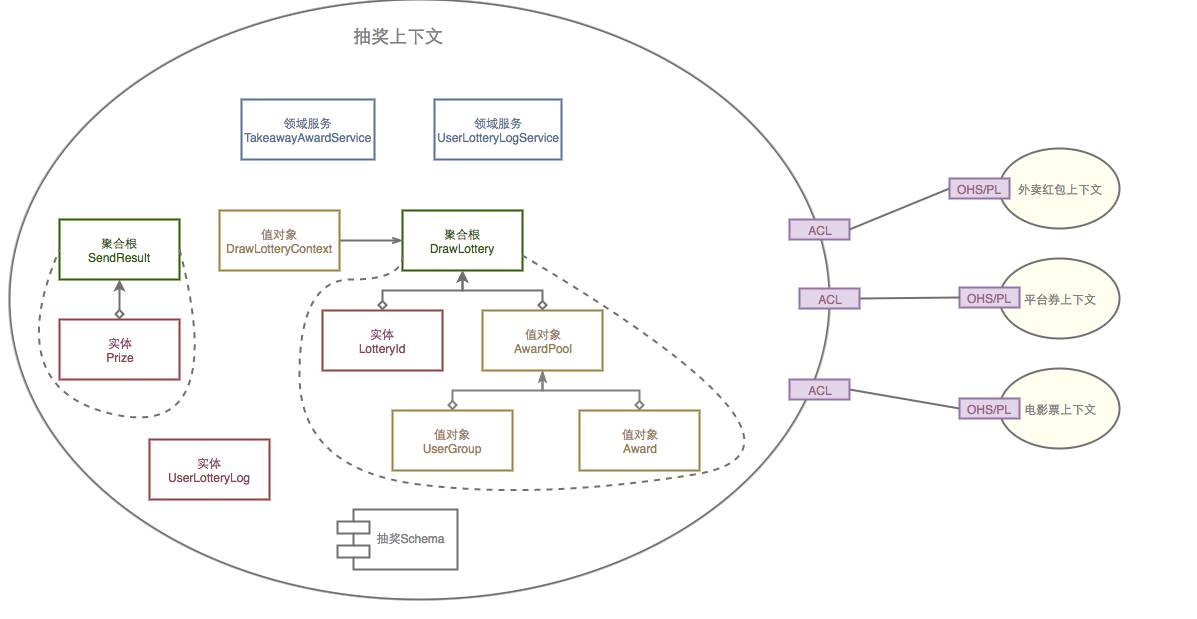 抽奖上下文
领域服务
TakeawayAwardService
领域服务
UserLotteryLogService
聚合根
SendResult
值对象
DrawLotteryContext
聚合根
DrawLottery
实体
Prize
实体
LotteryId
值对象
AwardPool
值对象
UserGroup
值对象
Award
实体
UserLotteryLog
抽奖Schema
ACL
OHS/PL
外卖红包上下文
ACL
OHS/PL
平台券上下文
ACL
OHS/PL
电影票上下文